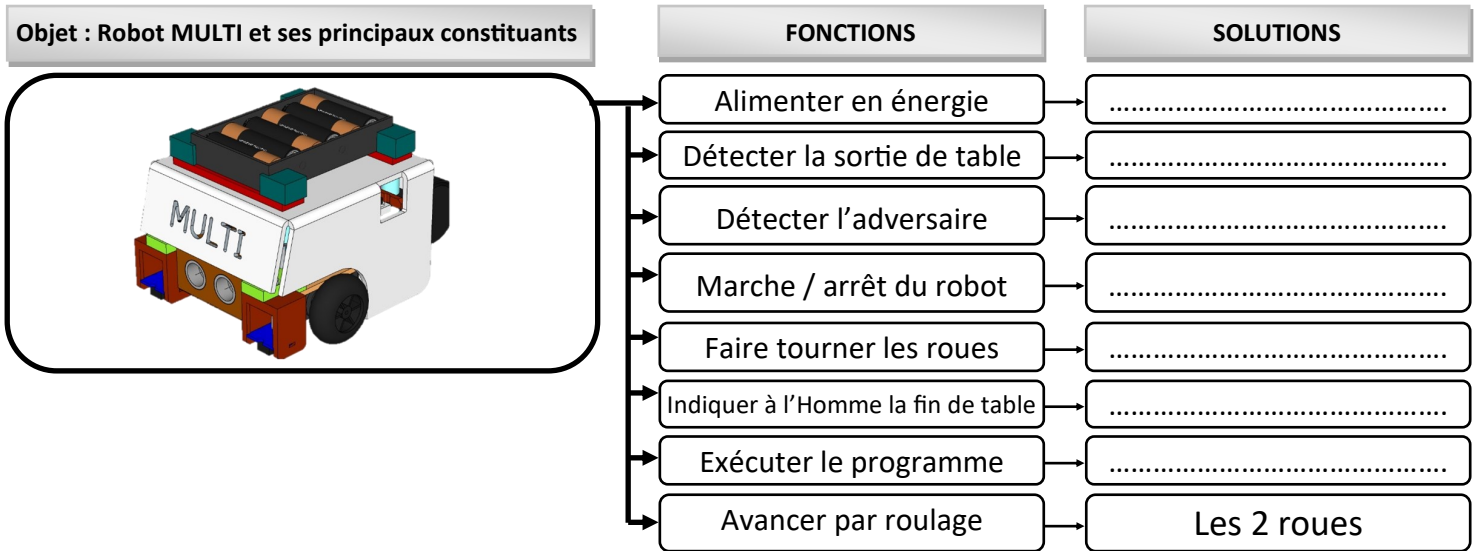 Objet : Robot MULTI et ses principaux constituants
FONCTIONS
SOLUTIONS
MULTI
Alimenter en énergie
……………………………………….
Détecter la sortie de table
……………………………………….
Détecter l’adversaire
……………………………………….
Marche / arrêt du robot
……………………………………….
Faire tourner les roues
……………………………………….
Indiquer à l’Homme la fin de table
……………………………………….
Exécuter le programme
……………………………………….
Avancer par roulage
Les 2 roues